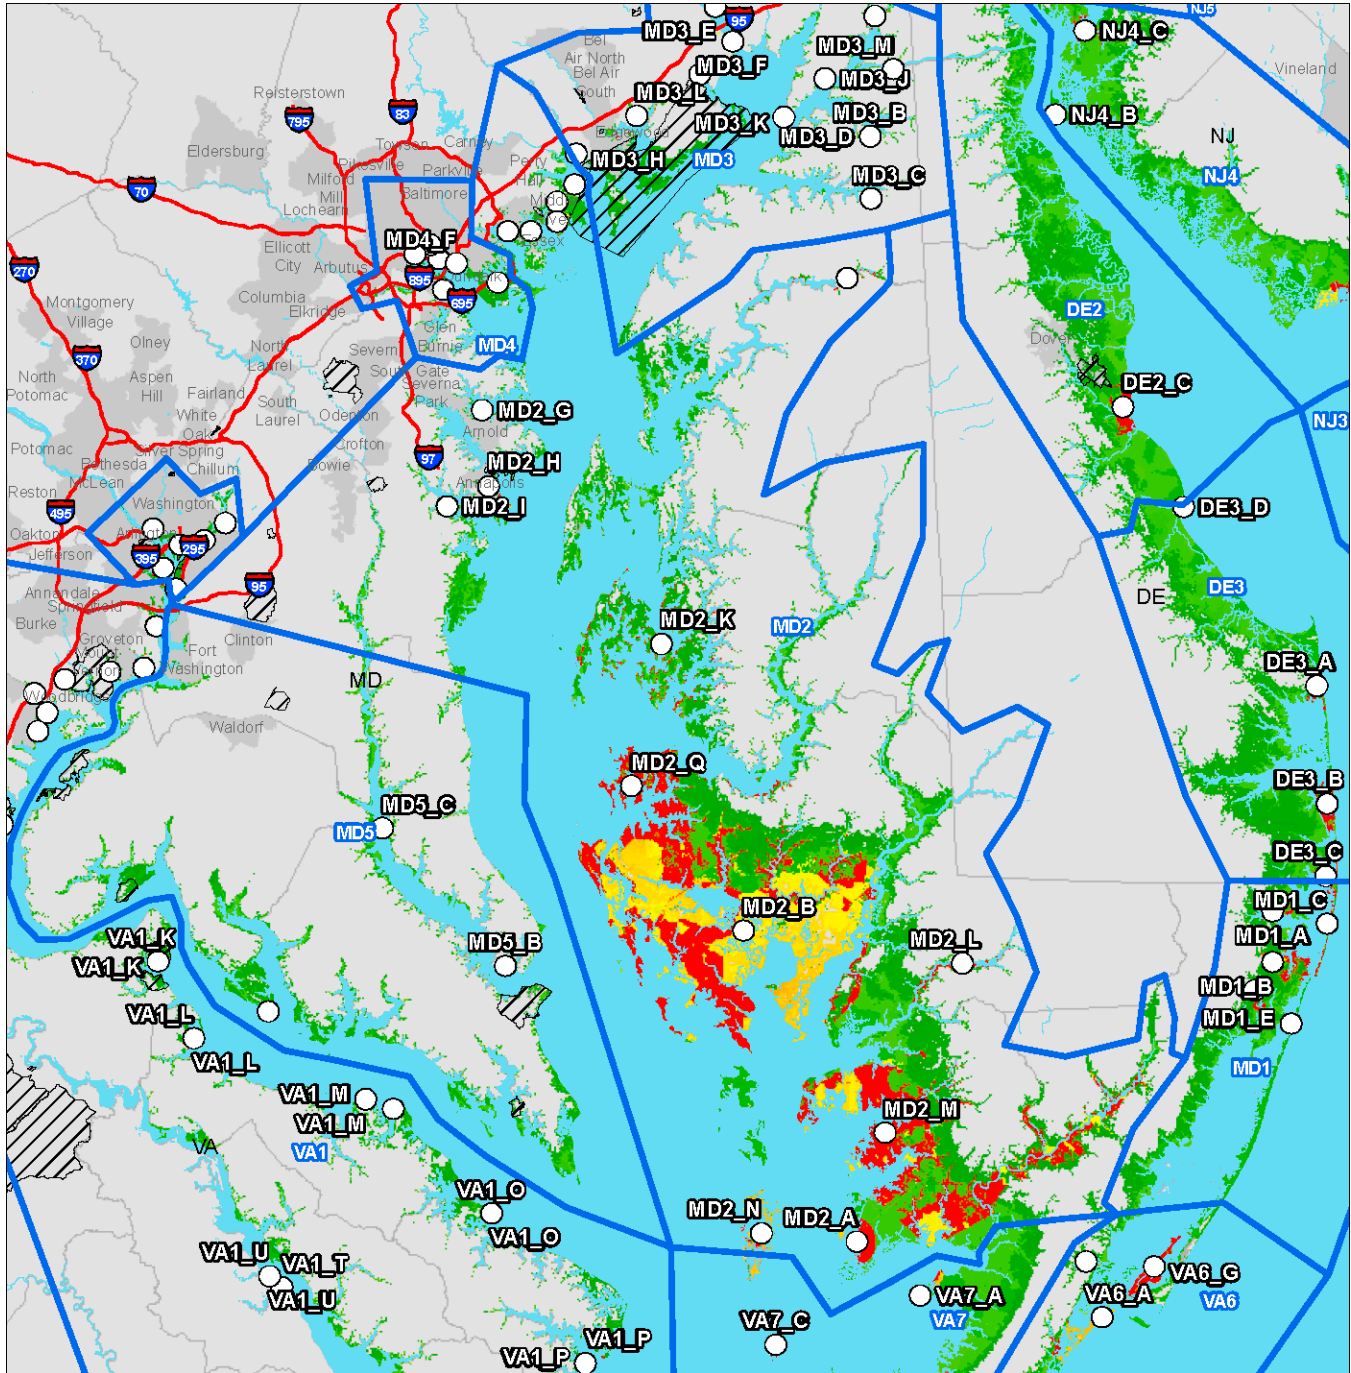 NJ5
MD3_E
95
MD3_M
NJ4_C
Bel
Air North
Bel Air
South
MD3_F
MD3_J
Vineland
Reisterstown
795
83
MD3_L
MD3_K
MD3_B
MD3_D
NJ4_B
NJ
Eldersburg
Towson
Carney
Edgewood
Pikesville
Parkville
Perry
Hall
MD3_H
MD3
NJ4
70
Milford
Mill
Lochearn
Baltimore
MD3_C
Essex
MD4_F
Ellicott
City
Arbutus
270
895
695
Columbia
Elkridge
Montgomery
Village
DE2
Glen
Burnie
MD4
Dover
Olney
370
North
Laurel
Severn
South
Gate
Severna
Park
North
Potomac
Aspen
Hill
Fairland
White
Oak
South
Laurel
Odenton
DE2_C
MD2_G
Arnold
NJ3
Potomac
Silver Spring
Crofton
Bethesda
Chillum
Bowie
97
MD2_H
Annapolis
McLean
Reston
Washington
MD2_I
DE3_D
495
Oakton
Arlington
Jefferson
395
295
95
Annandale
Springfield
DE3
DE
Burke
Groveton
Clinton
MD2
MD2_K
Mount
Vernon
Fort
Washington
MD
DE3_A
Woodbridge
Waldorf
MD2_Q
DE3_B
MD5_C
MD5
DE3_C
MD2_B
MD1_C
VA1_K
VA1_K
MD5_B
MD2_L
MD1_A
MD1_B
VA1_L
MD1_E
VA1_L
MD1
VA1_M
VA1_M
MD2_M
VA
VA1
VA1_O
MD2_N
MD2_A
VA1_O
VA1_U
VA1_T
VA1_U
VA6_G
VA7_A
VA6_A
VA6
VA7
VA7_C
VA1_P
VA1_P